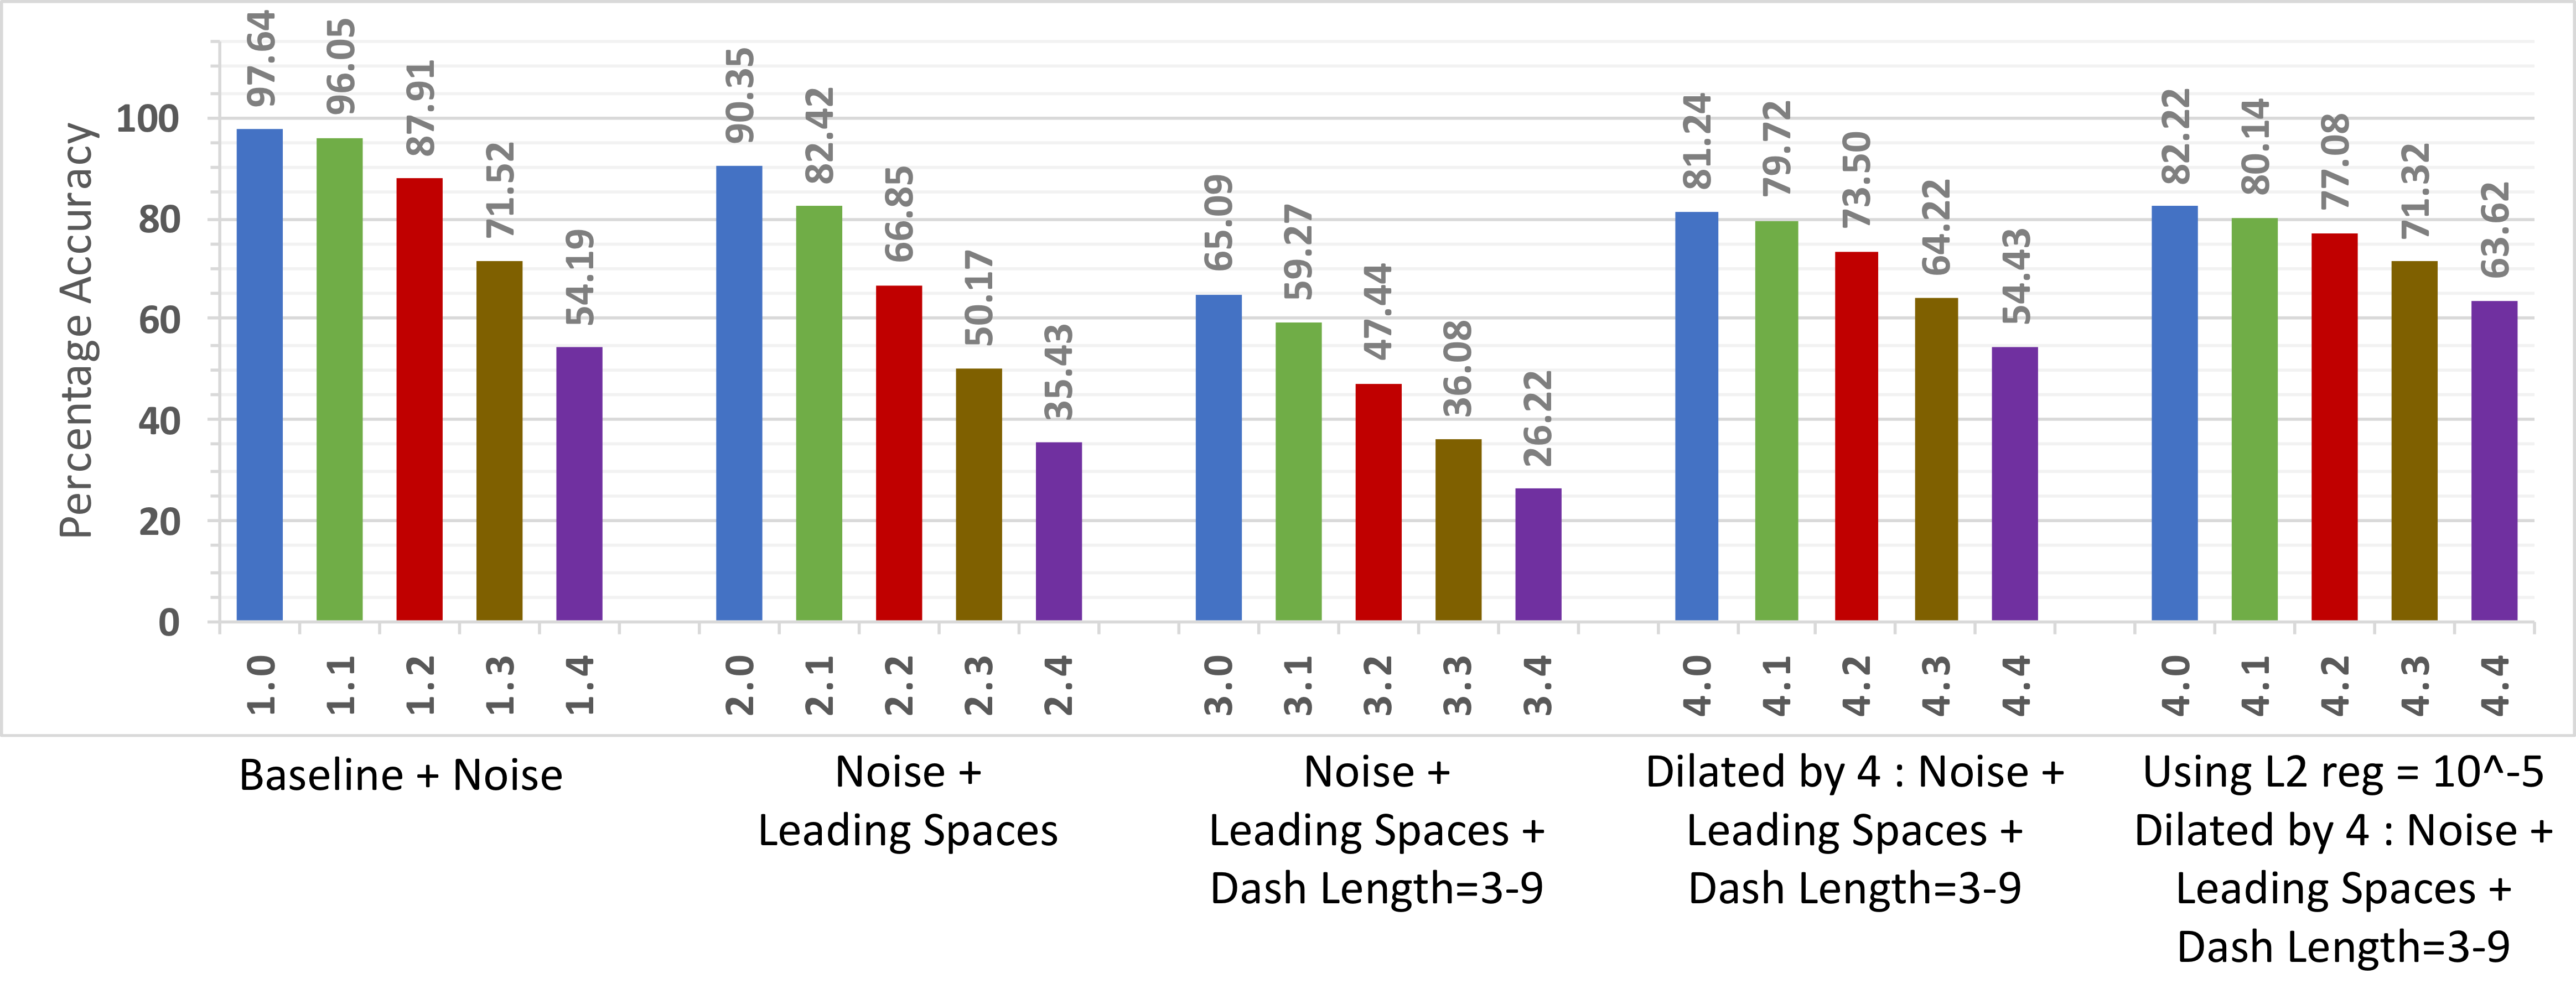 97.64 96.05 87.91 71.52 54.19 90.35 82.42 66.85 50.17 35.43 65.09 59.27 47.44 36.08 26.22 81.24 79.72 73.50 64.22 54.43 82.22 80.14 77.08 71.32 63.62
Percentage Accuracy
100
80
60
40
20
0
1.0 1.1 1.2 1.3 1.4 2.0 2.1 2.2 2.3 2.4 3.0 3.1 3.2 3.3 3.4 4.0 4.1 4.2 4.3 4.4 4.0 4.1 4.2 4.3 4.4
Baseline + Noise
Noise +
Leading Spaces
Noise +
Leading Spaces +
Dash Length=3-9
Dilated by 4 : Noise +
Leading Spaces +
Dash Length=3-9
Using L2 reg = 10^-5
Dilated by 4 : Noise +
Leading Spaces +
Dash Length=3-9